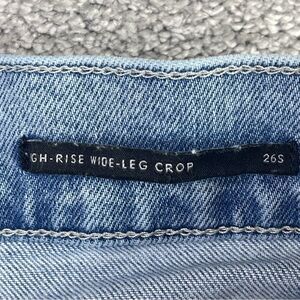 GH-RISE WIDE-LEG CROP 26S